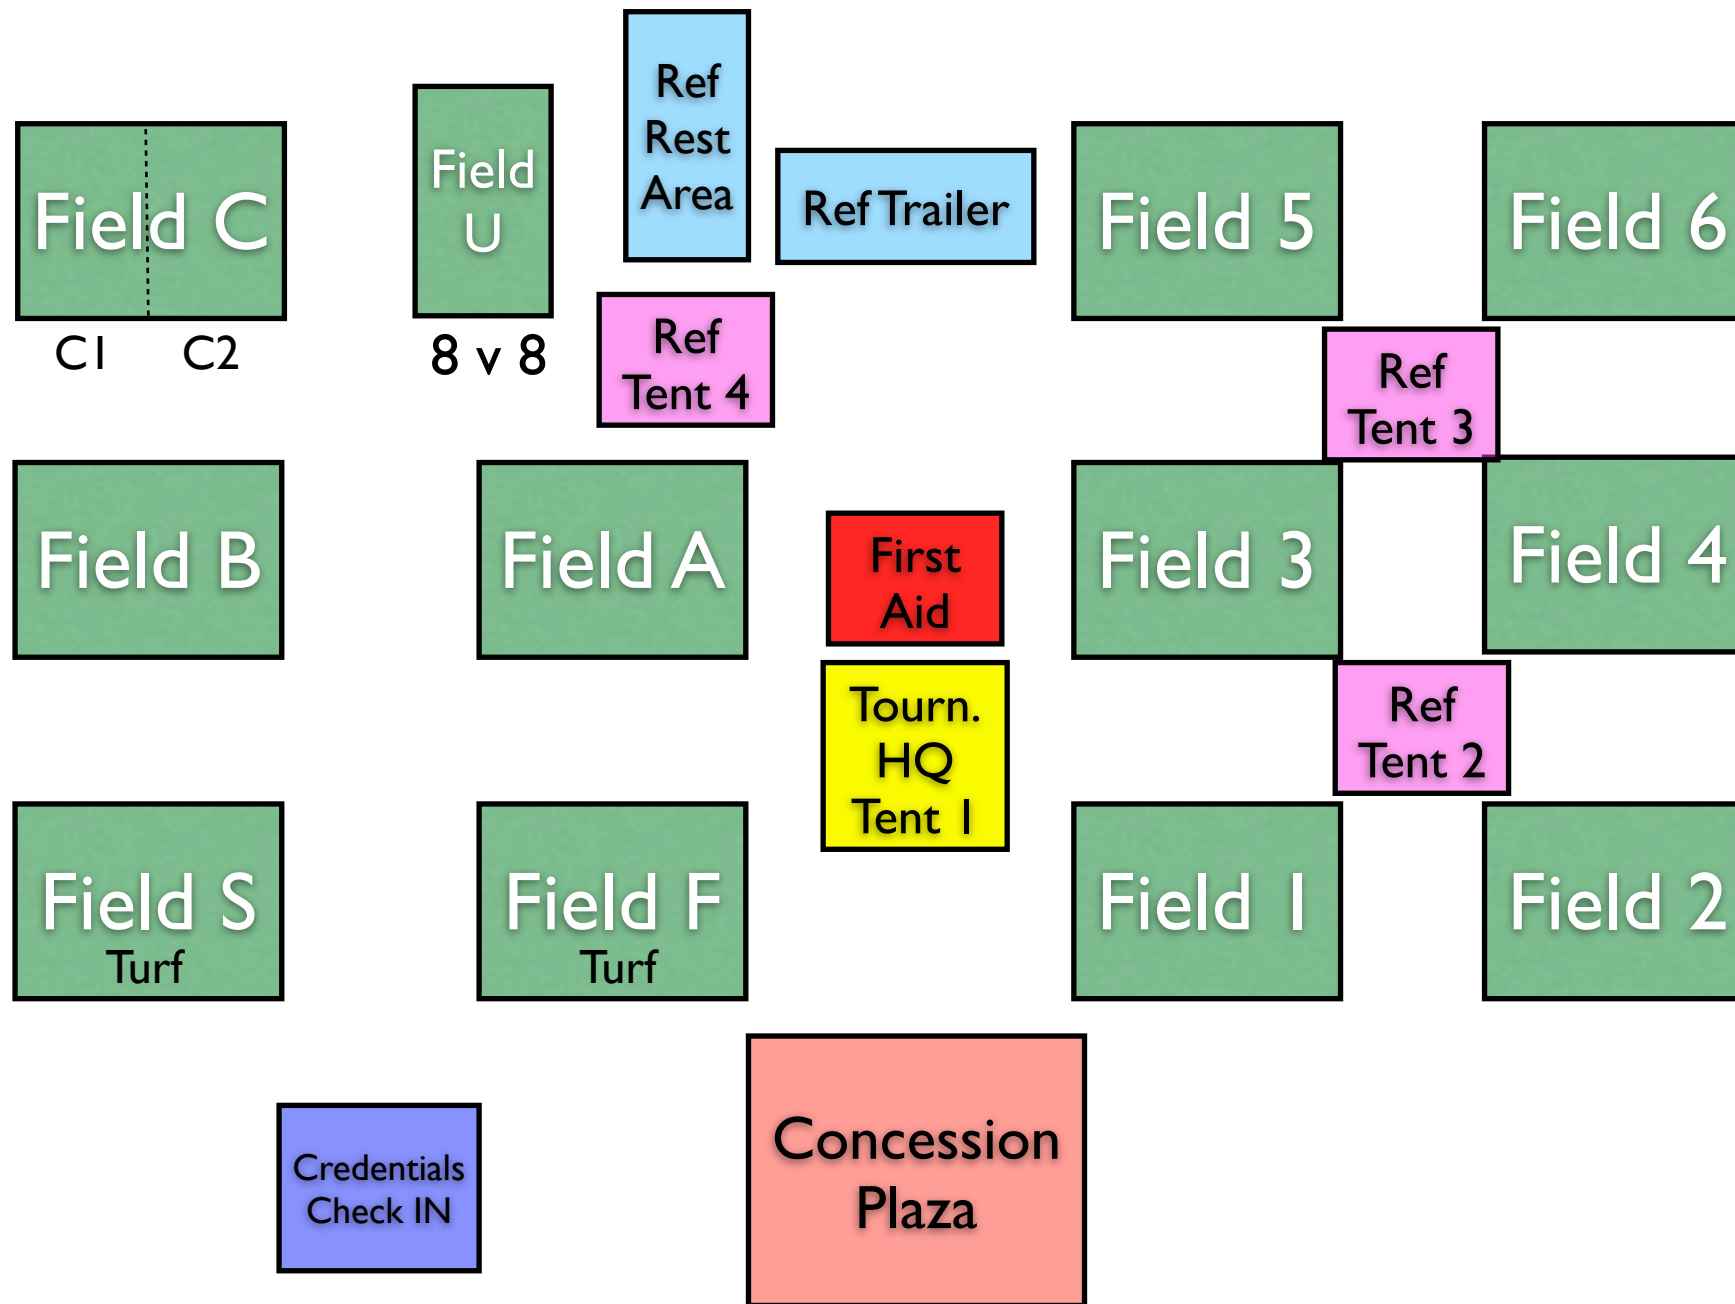 Ref
Rest
Area
Field
U
8 v 8
Ref Trailer
Field C
C1 C2
Field 5
Field 6
Ref
Tent 4
Ref
Tent 3
Field B
Field A
First
Aid
Field 3
Field 4
Tourn.
HQ
Tent 1
Ref
Tent 2
Field S
Turf
Field F
Turf
Field 1
Field 2
Credentials
Check IN
Concession
Plaza